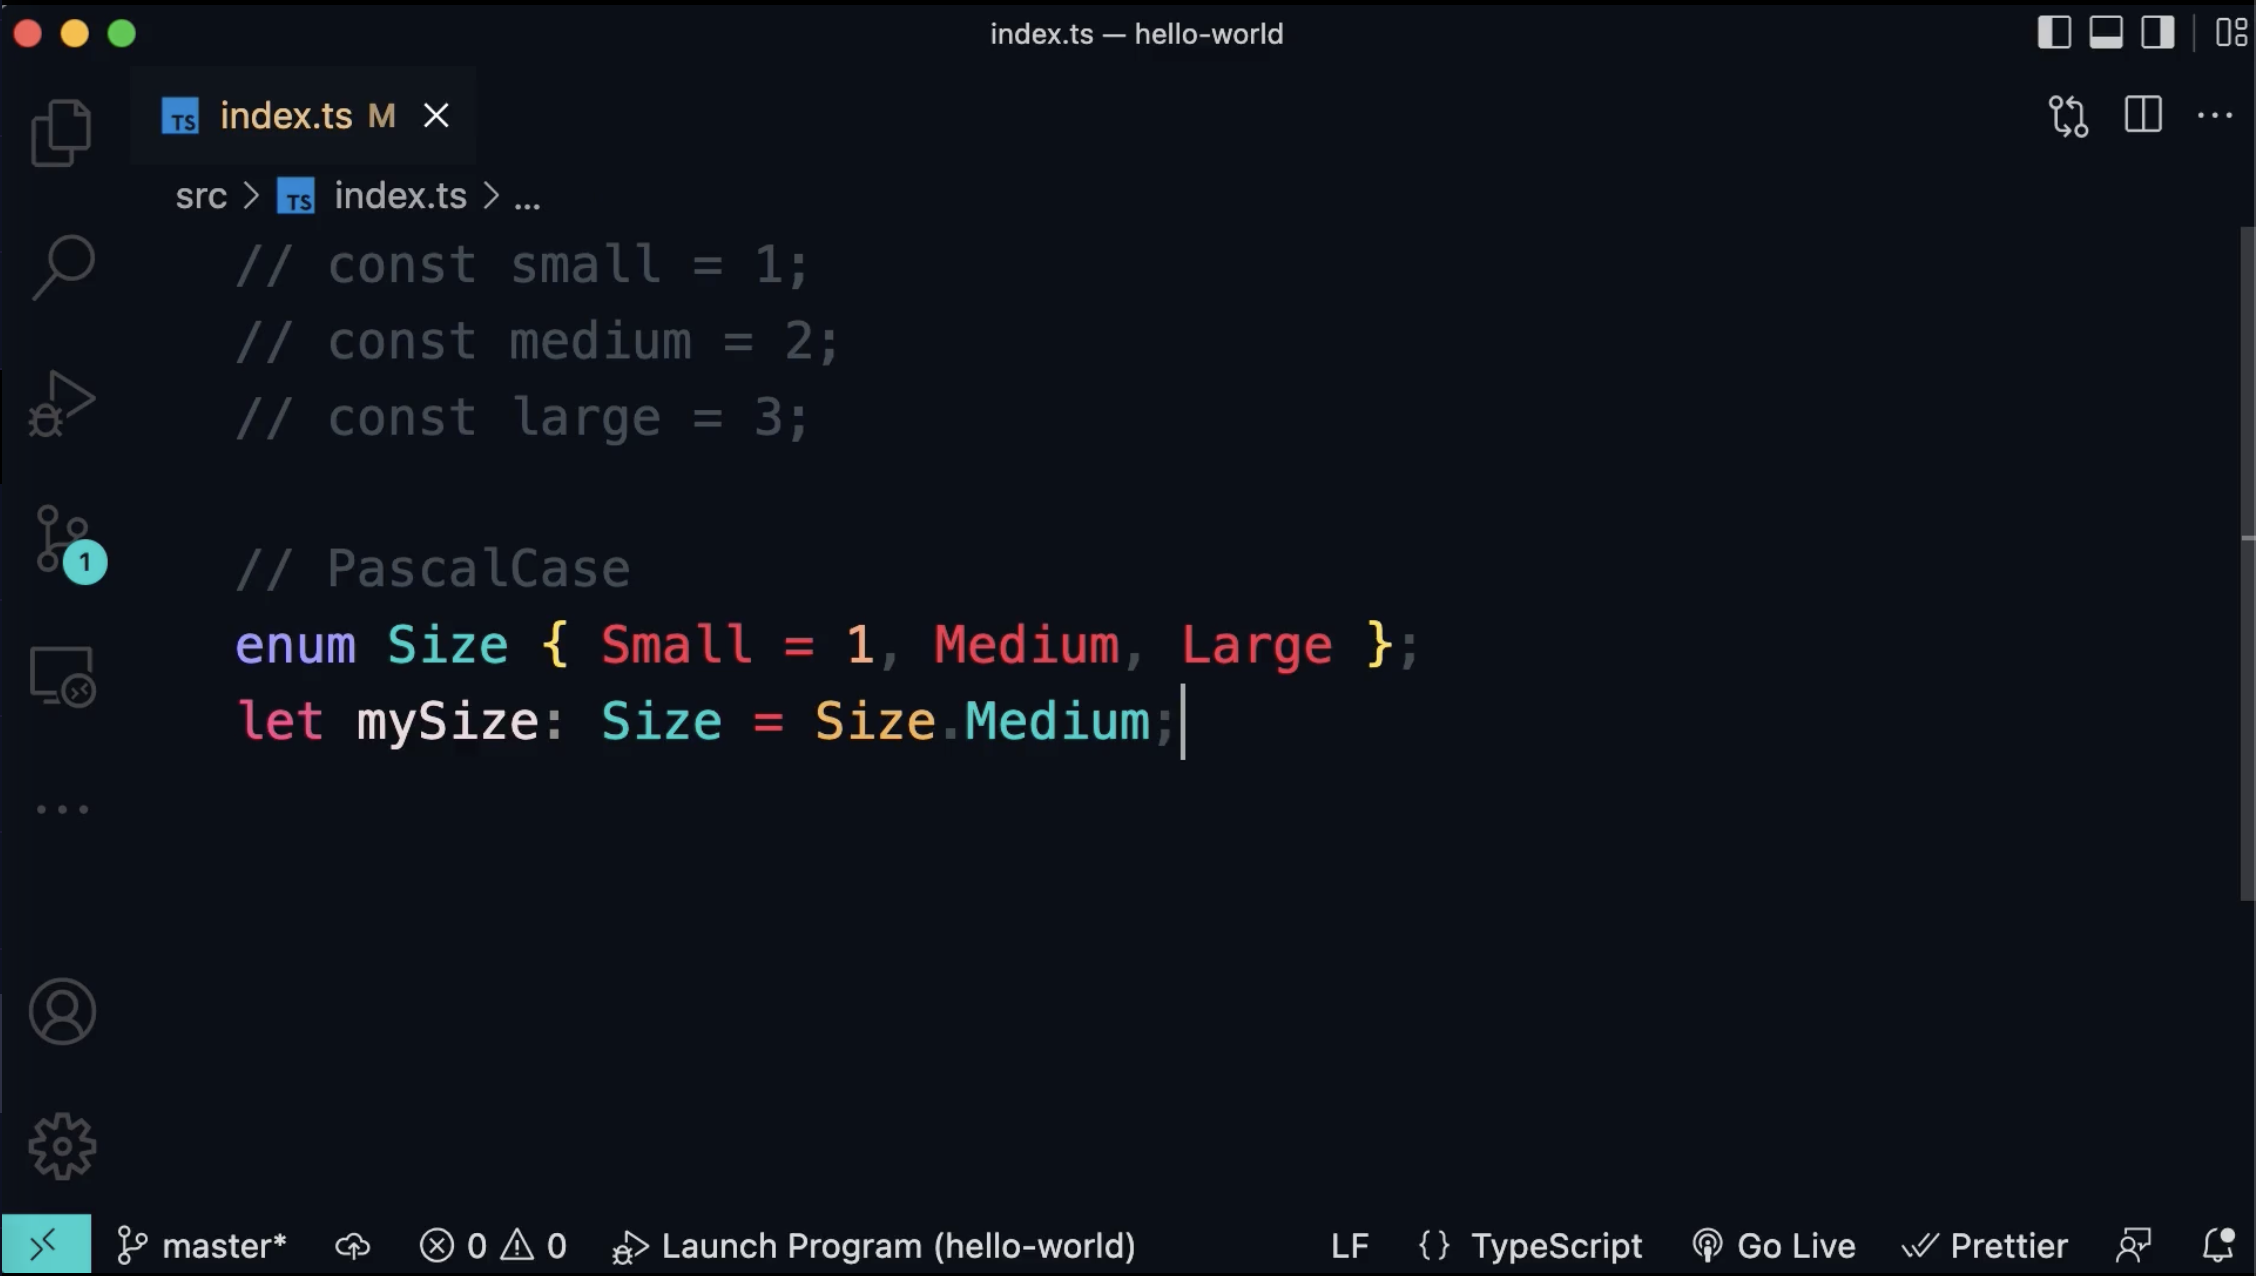 index.ts — hello-world
TS index.ts M
src > TS index.ts > ...
// const small = 1;
// const medium = 2;
// const large = 3;
// PascalCase
enum Size { Small = 1, Medium, Large };
let mySize: Size = Size.Medium;
1
master* 0 0 Launch Program (hello-world) LF {} TypeScript Go Live Prettier